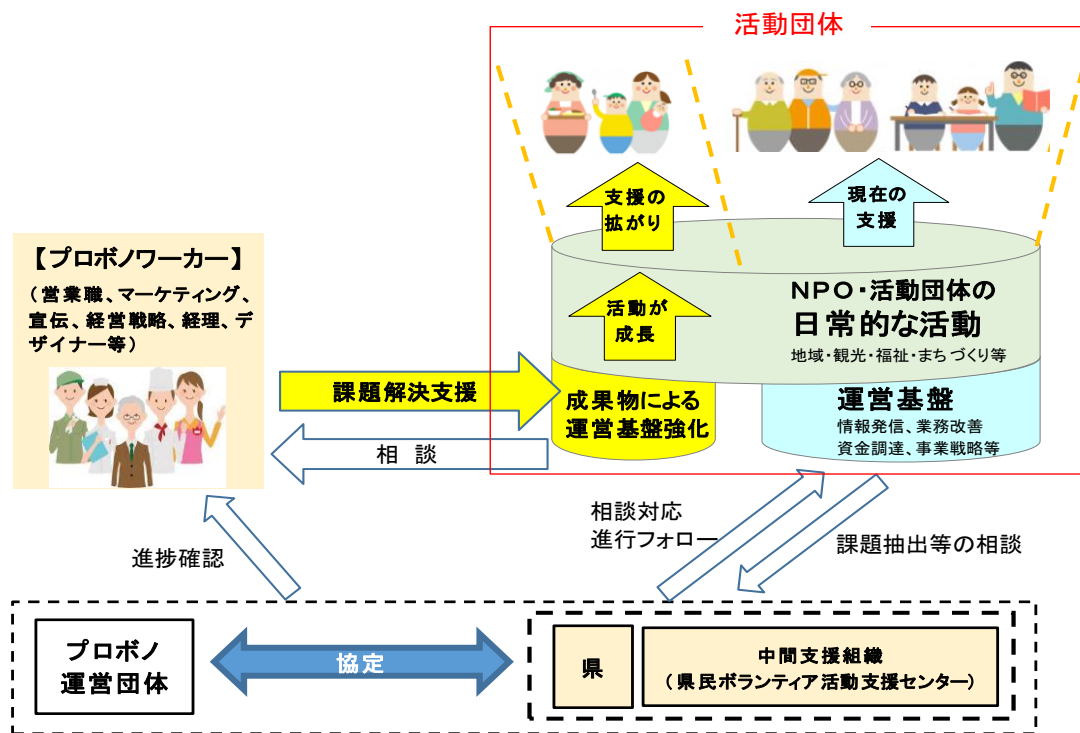 活動団体
支援の
拡がり
現在の
支援
【プロボノワーカー】
（営業職、マーケティング、
宣伝、経営戦略、経理、デ
ザイナー等）
活動が
成長
ＮＰＯ・活動団体の
日常的な活動
地域・観光・福祉・まちづくり等
課題解決支援
成果物による
運営基盤強化
運営基盤
情報発信、業務改善
資金調達、事業戦略等
相　談
進捗確認
相談対応
進行フォロー
課題抽出等の相談
プロボノ
運営団体
協定
県
中間支援組織
（県民ボランティア活動支援センター）